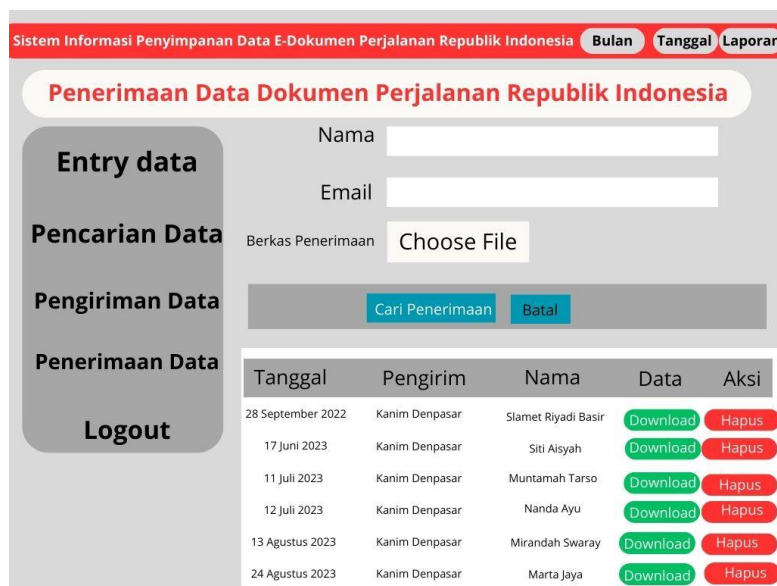 Sistem Informasi Penyimpanan Data E-Dokumen Perjalanan Republik Indonesia Bulan Tanggal Laporan
Penerimaan Data Dokumen Perjalanan Republik Indonesia
Entry data
Pencarian Data
Pengiriman Data
Penerimaan Data
Logout
Nama
Email
Berkas Penerimaan Choose File
Cari Penerimaan Batal
Tanggal Pengirim Nama Data Aksi
28 September 2022 Kanim Denpasar Slamet Riyadi Basir Download Hapus
17 Juni 2023 Kanim Denpasar Siti Aisyah Download Hapus
11 Juli 2023 Kanim Denpasar Muntamah Tarso Download Hapus
12 Juli 2023 Kanim Denpasar Nanda Ayu Download Hapus
13 Agustus 2023 Kanim Denpasar Mirandah Swaray Download Hapus
24 Agustus 2023 Kanim Denpasar Marta Jaya Download Hapus